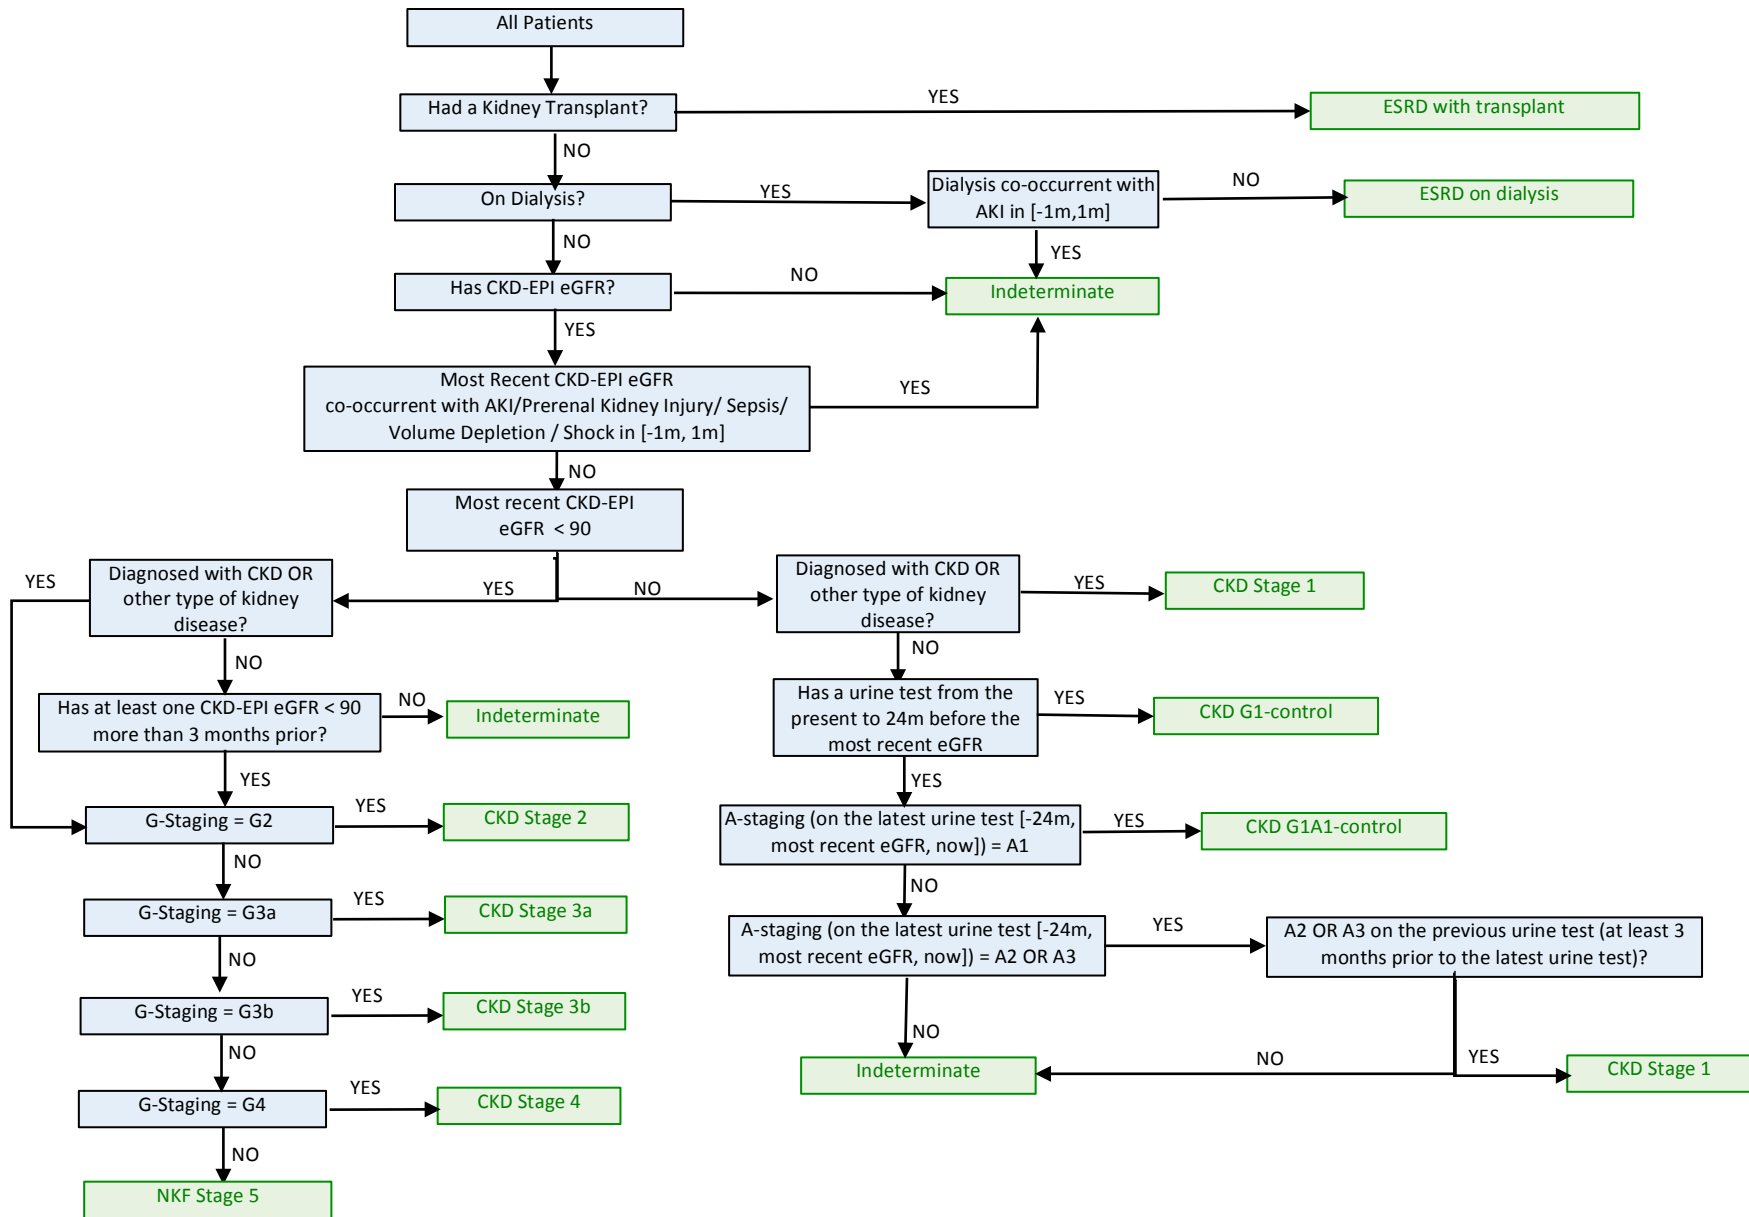 All Patients
Had a Kidney Transplant?
YES
ESRD with transplant
NO
On Dialysis?
YES
Dialysis co-occurrent with
AKI in [-1m,1m]
NO
ESRD on dialysis
NO
YES
Has CKD-EPI eGFR?
NO
Indeterminate
YES
Most Recent CKD-EPI eGFR
co-occurrent with AKI/Prerenal Kidney Injury/ Sepsis/
Volume Depletion / Shock in [-1m, 1m]
YES
NO
Most recent CKD-EPI
eGFR < 90
YES
Diagnosed with CKD OR
other type of kidney
disease?
YES
NO
Diagnosed with CKD OR
other type of kidney
disease?
YES
CKD Stage 1
NO
Has at least one CKD-EPI eGFR < 90
more than 3 months prior?
NO
Indeterminate
YES
G-Staging = G2
YES
CKD Stage 2
NO
G-Staging = G3a
YES
CKD Stage 3a
NO
G-Staging = G3b
YES
CKD Stage 3b
NO
G-Staging = G4
YES
CKD Stage 4
NO
NKF Stage 5
NO
Has a urine test from the
present to 24m before the
most recent eGFR
YES
CKD G1-control
YES
A-staging (on the latest urine test [-24m,
most recent eGFR, now]) = A1
YES
CKD G1A1-control
NO
A-staging (on the latest urine test [-24m,
most recent eGFR, now]) = A2 OR A3
YES
A2 OR A3 on the previous urine test (at least 3
months prior to the latest urine test)?
NO
Indeterminate
NO
YES
CKD Stage 1